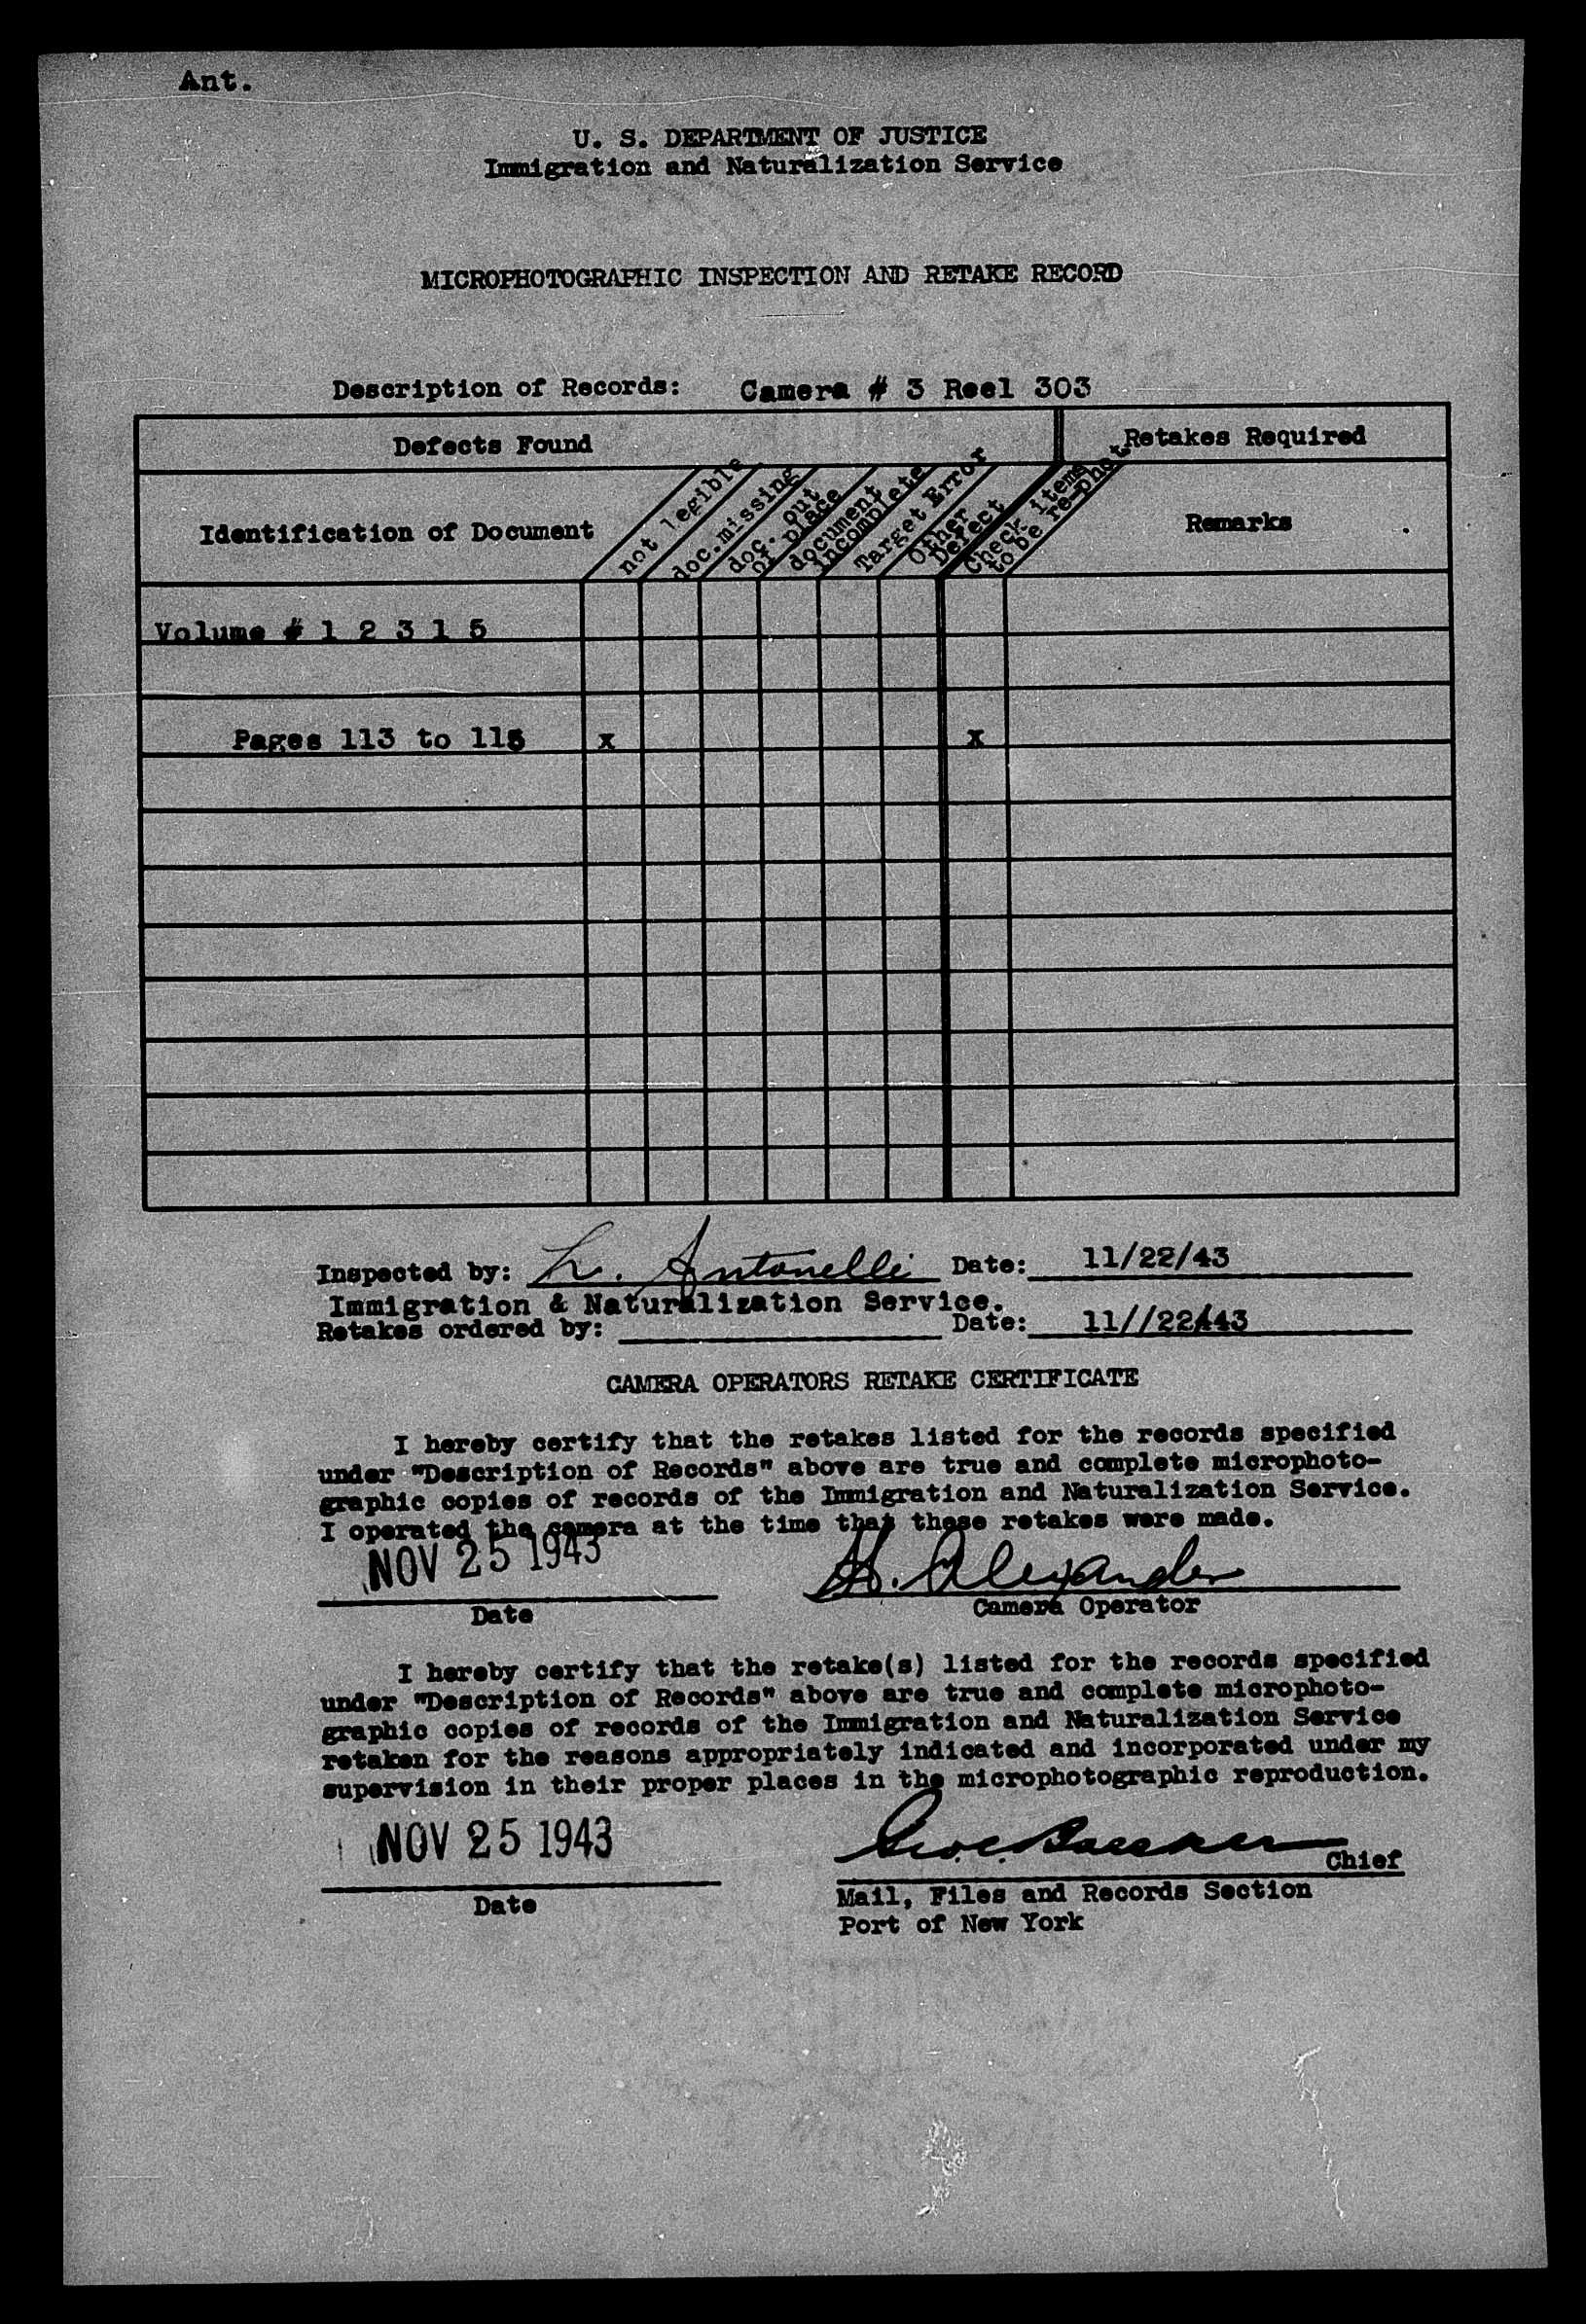 Ant.
U. S. DEPARTMENT OF JUSTICE
Immigration and Naturalization Service
MICROPHOTOGRAPHIC INSPECTION AND RETAKE RECORD
Description of Records: Camera # 3 Reel 303
Defects Found
Retakes Required
Identification of Document
not legible
doc.missing
doc. out
of place
document
incomplete
Target Error
Other
Defect
Check items
to be re-phot.
Remarks
Volume # 1 2 3 1 5
Pages 113 to 115 x x
Inspected by: L. Antonelli Date: 11/22/43
Immigration & Naturalization Service.
Retakes ordered by: Date: 11//22/43
CAMERA OPERATORS RETAKE CERTIFICATE
I hereby certify that the retakes listed for the records specified
under "Description of Records" above are true and complete microphoto-
graphic copies of records of the Immigration and Naturalization Service.
I operated the camera at the time that these retakes were made.
NOV 25 1943 H. Alexander
Date
Camera Operator
I hereby certify that the retake(s) listed for the records specified
under "Description of Records" above are true and complete microphoto-
graphic copies of records of the Immigration and Naturalization Service
retaken for the reasons appropriately indicated and incorporated under my
supervision in their proper places in the microphotographic reproduction.
NOV 25 1943
Chief
Date
Mail, Files and Records Section
Port of New York